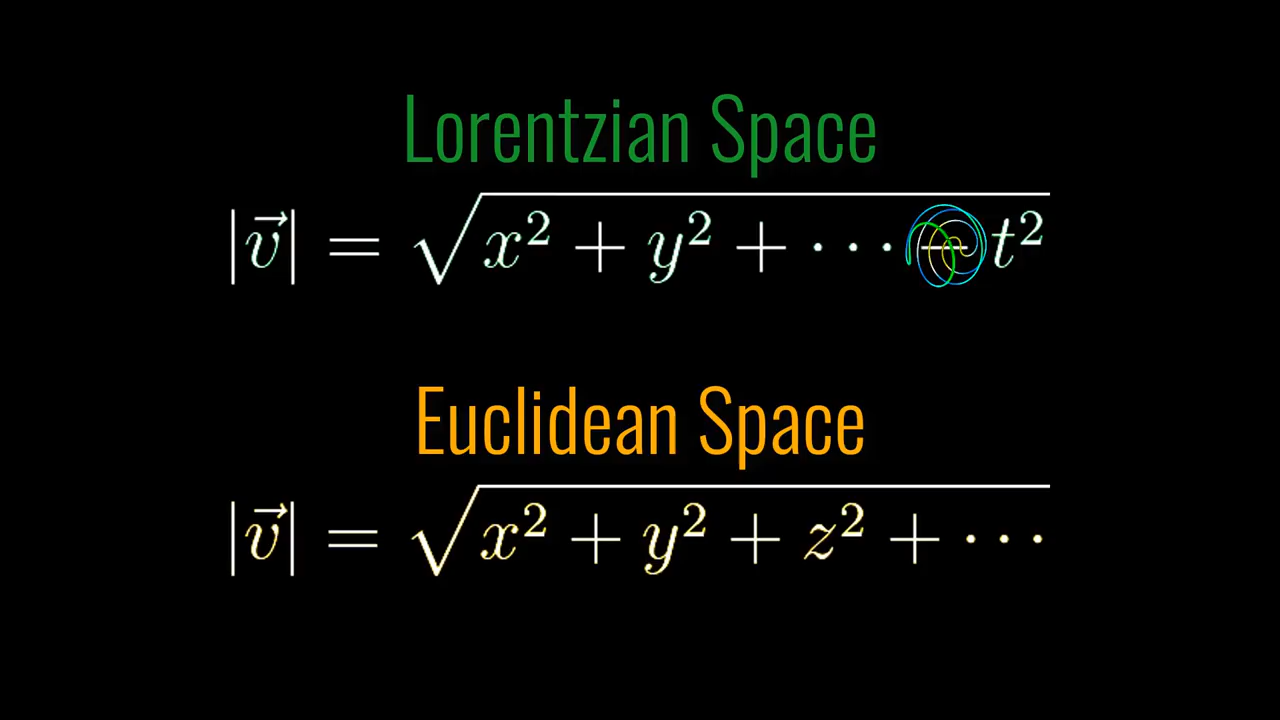 Lorentzian Space
|v⃗| = √(x² + y² + ⋯ − t²)
Euclidean Space
|v⃗| = √(x² + y² + z² + ⋯)